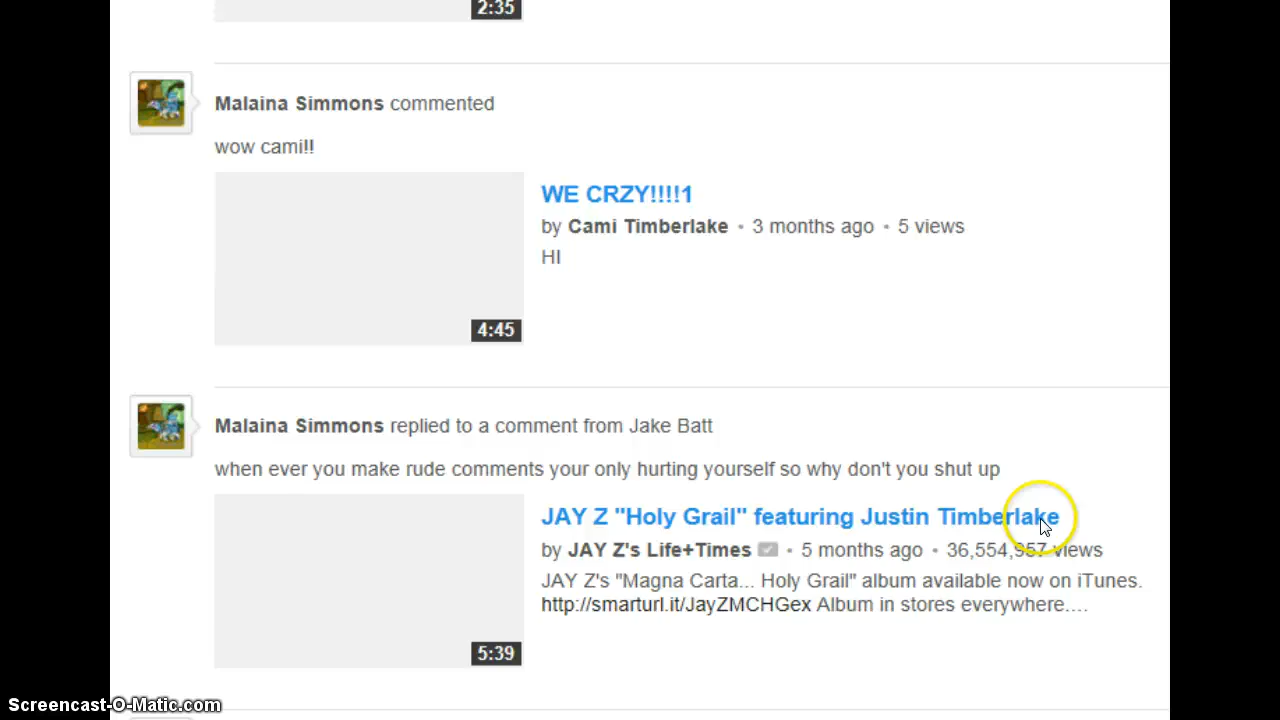 2:35
Malaina Simmons commented
wow cami!!
WE CRZY!!!!1
by Cami Timberlake • 3 months ago • 5 views
HI
4:45
Malaina Simmons replied to a comment from Jake Batt
when ever you make rude comments your only hurting yourself so why don't you shut up
JAY Z "Holy Grail" featuring Justin Timberlake
by JAY Z's Life+Times • 5 months ago • 36,554,957 views
JAY Z's "Magna Carta... Holy Grail" album available now on iTunes.
http://smarturl.it/JayZMCHGex Album in stores everywhere....
5:39
Screencast-O-Matic.com